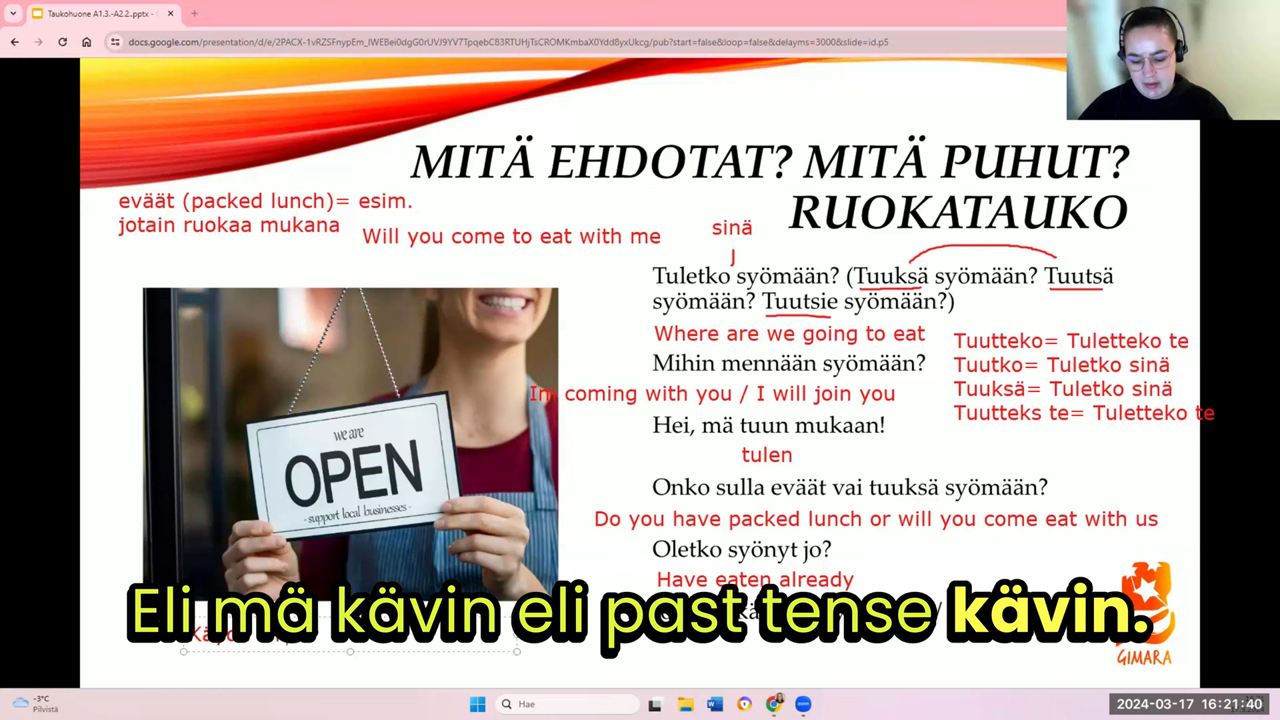 Taukohuone A1.3.-A2.2..pptx -
docs.google.com/presentation/d/e/2PACX-1vRZSFnypEm_lWEBei0dgG0rUVJ9YV7TpqebC83RTUHjTsCROMKmbaX0Ydd8yxUkcg/pub?start=false&loop=false&delayms=3000&slide=id.p5
MITÄ EHDOTAT? MITÄ PUHUT?
RUOKATAUKO
eväät (packed lunch)= esim.
jotain ruokaa mukana
Will you come to eat with me
sinä
Tuletko syömään? (Tuuksä syömään? Tuutsä
syömään? Tuutsie syömään?)
Where are we going to eat
Mihin mennään syömään?
Tuutteko= Tuletteko te
Tuutko= Tuletko sinä
Tuuksä= Tuletko sinä
Tuutteks te= Tuletteko te
Im coming with you / I will join you
Hei, mä tuun mukaan!
tulen
Onko sulla eväät vai tuuksä syömään?
Do you have packed lunch or will you come eat with us
Oletko syönyt jo?
Have eaten already
we are
OPEN
- support local businesses -
Eli mä kävin eli past tense kävin.
GIMARA
-3°C
Pilvistä
Hae
2024-03-17 16:21:40